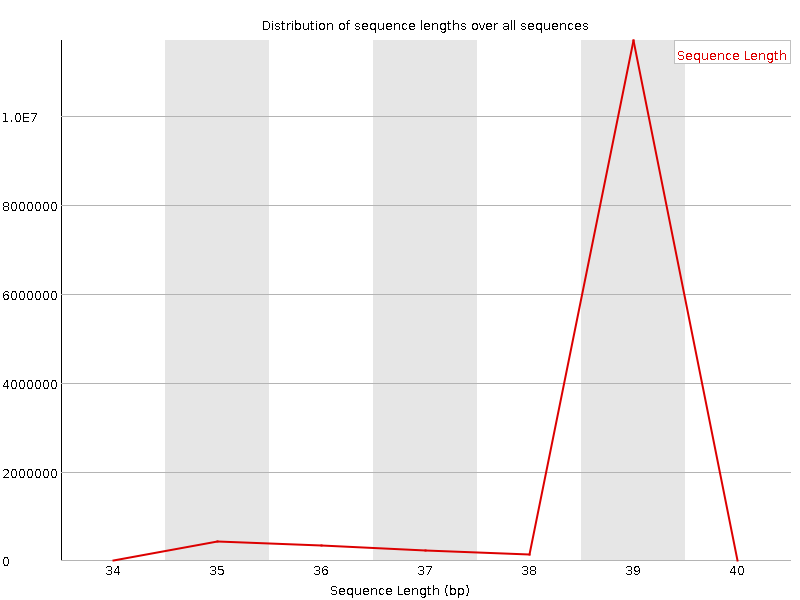 Distribution of sequence lengths over all sequences
Sequence Length
1.0E7
8000000
6000000
4000000
2000000
0
34 35 36 37 38 39 40
Sequence Length (bp)